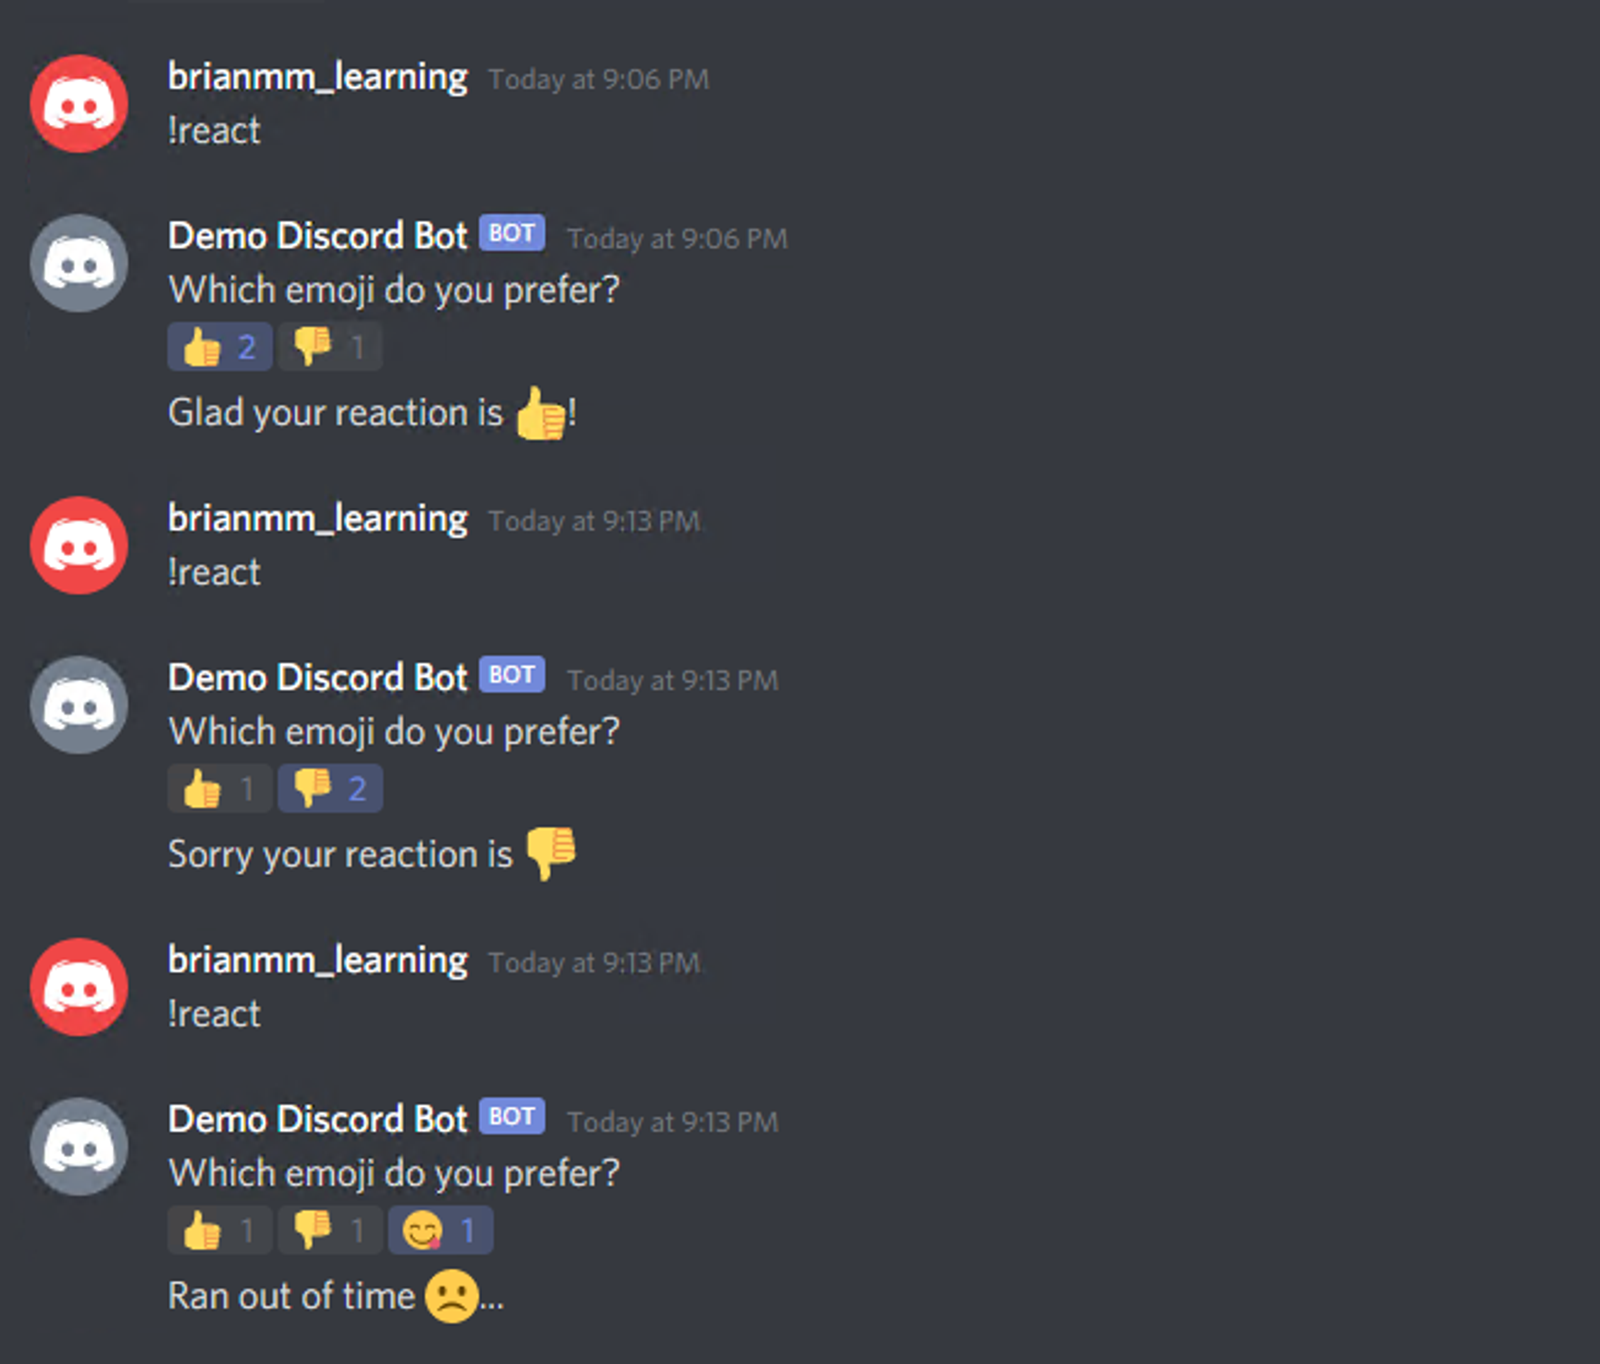 brianmm_learning Today at 9:06 PM
!react
Demo Discord Bot BOT Today at 9:06 PM
Which emoji do you prefer?
👍 2 👎 1
Glad your reaction is 👍!
brianmm_learning Today at 9:13 PM
!react
Demo Discord Bot BOT Today at 9:13 PM
Which emoji do you prefer?
👍 1 👎 2
Sorry your reaction is 👎
brianmm_learning Today at 9:13 PM
!react
Demo Discord Bot BOT Today at 9:13 PM
Which emoji do you prefer?
👍 1 👎 1 😋 1
Ran out of time 🙁...